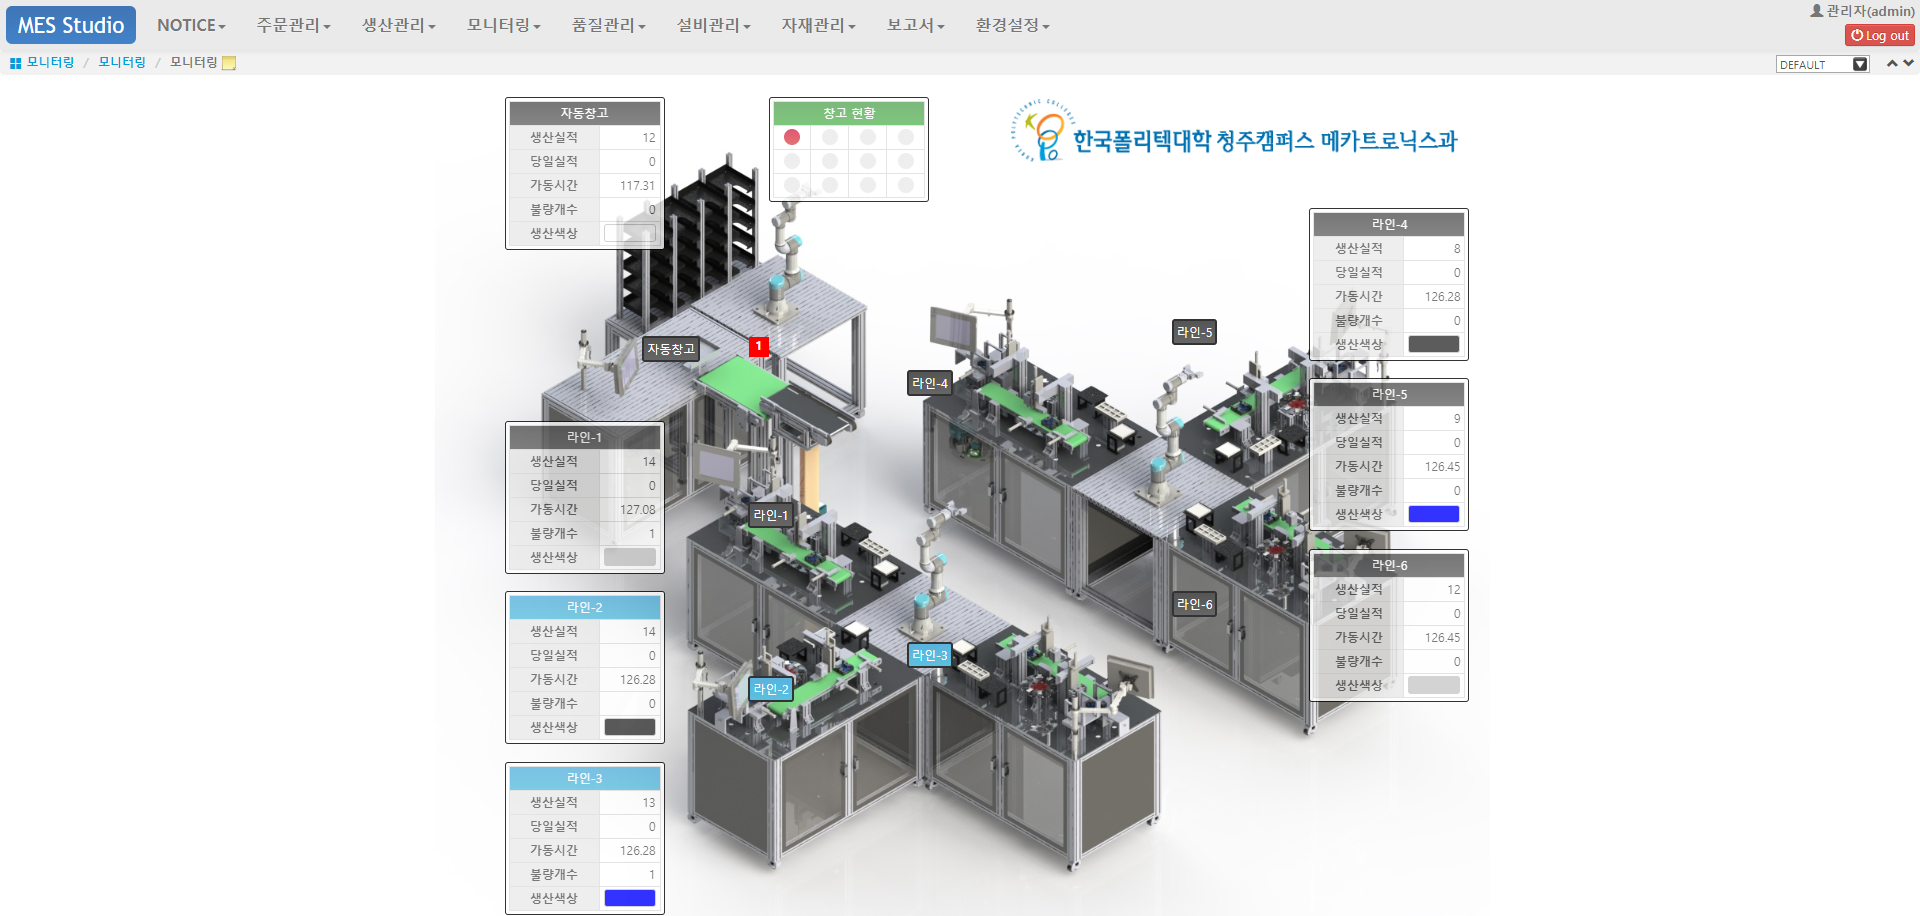 MES Studio NOTICE 주문관리 생산관리 모니터링 품질관리 설비관리 자재관리 보고서 환경설정
관리자(admin)
Log out
모니터링 / 모니터링 / 모니터링
DEFAULT
자동창고
생산실적 12
당일실적 0
가동시간 117.31
불량개수 0
생산색상
창고 현황
한국폴리텍대학 청주캠퍼스 메카트로닉스과
라인-4
생산실적 8
당일실적 0
가동시간 126.28
불량개수 0
생산색상
자동창고
1
라인-5
라인-4
라인-5
생산실적 9
당일실적 0
가동시간 126.45
불량개수 0
생산색상
라인-1
생산실적 14
당일실적 0
가동시간 127.08
불량개수 1
생산색상
라인-1
라인-6
생산실적 12
당일실적 0
가동시간 126.45
불량개수 0
생산색상
라인-6
라인-2
생산실적 14
당일실적 0
가동시간 126.28
불량개수 0
생산색상
라인-3
라인-2
라인-3
생산실적 13
당일실적 0
가동시간 126.28
불량개수 1
생산색상